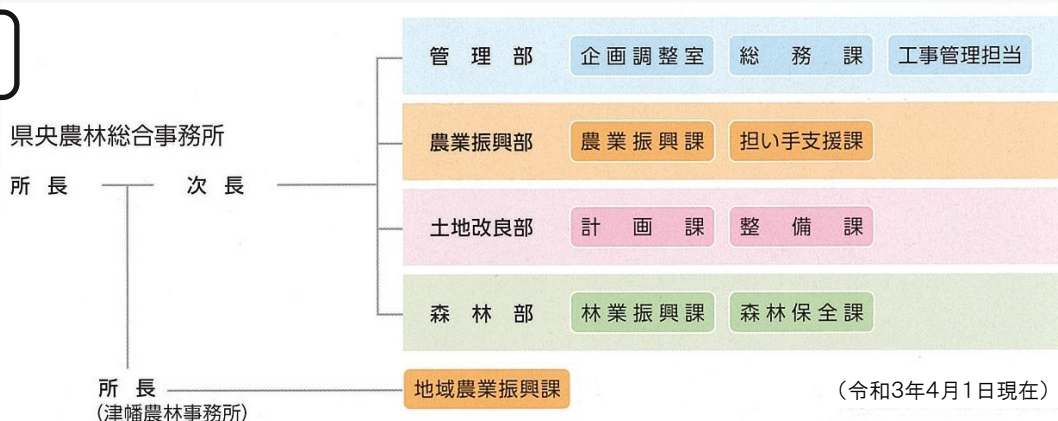 管理部 企画調整室 総務課 工事管理担当
県央農林総合事務所
農業振興部 農業振興課 担い手支援課
所長 次長
土地改良部 計画課 整備課
森林部 林業振興課 森林保全課
所長 地域農業振興課 (令和3年4月1日現在)
(津幡農林事務所)